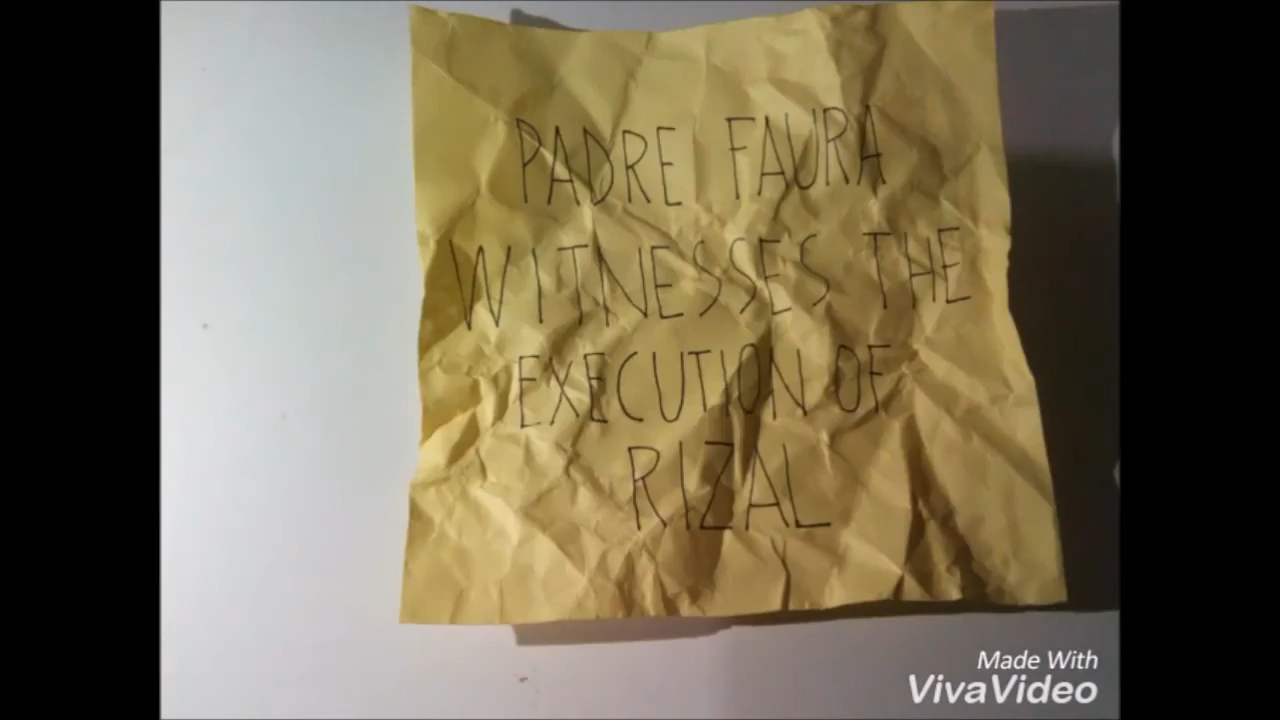 PADRE FAURA
WITNESSES THE
EXECUTION OF
RIZAL
Made With
VivaVideo